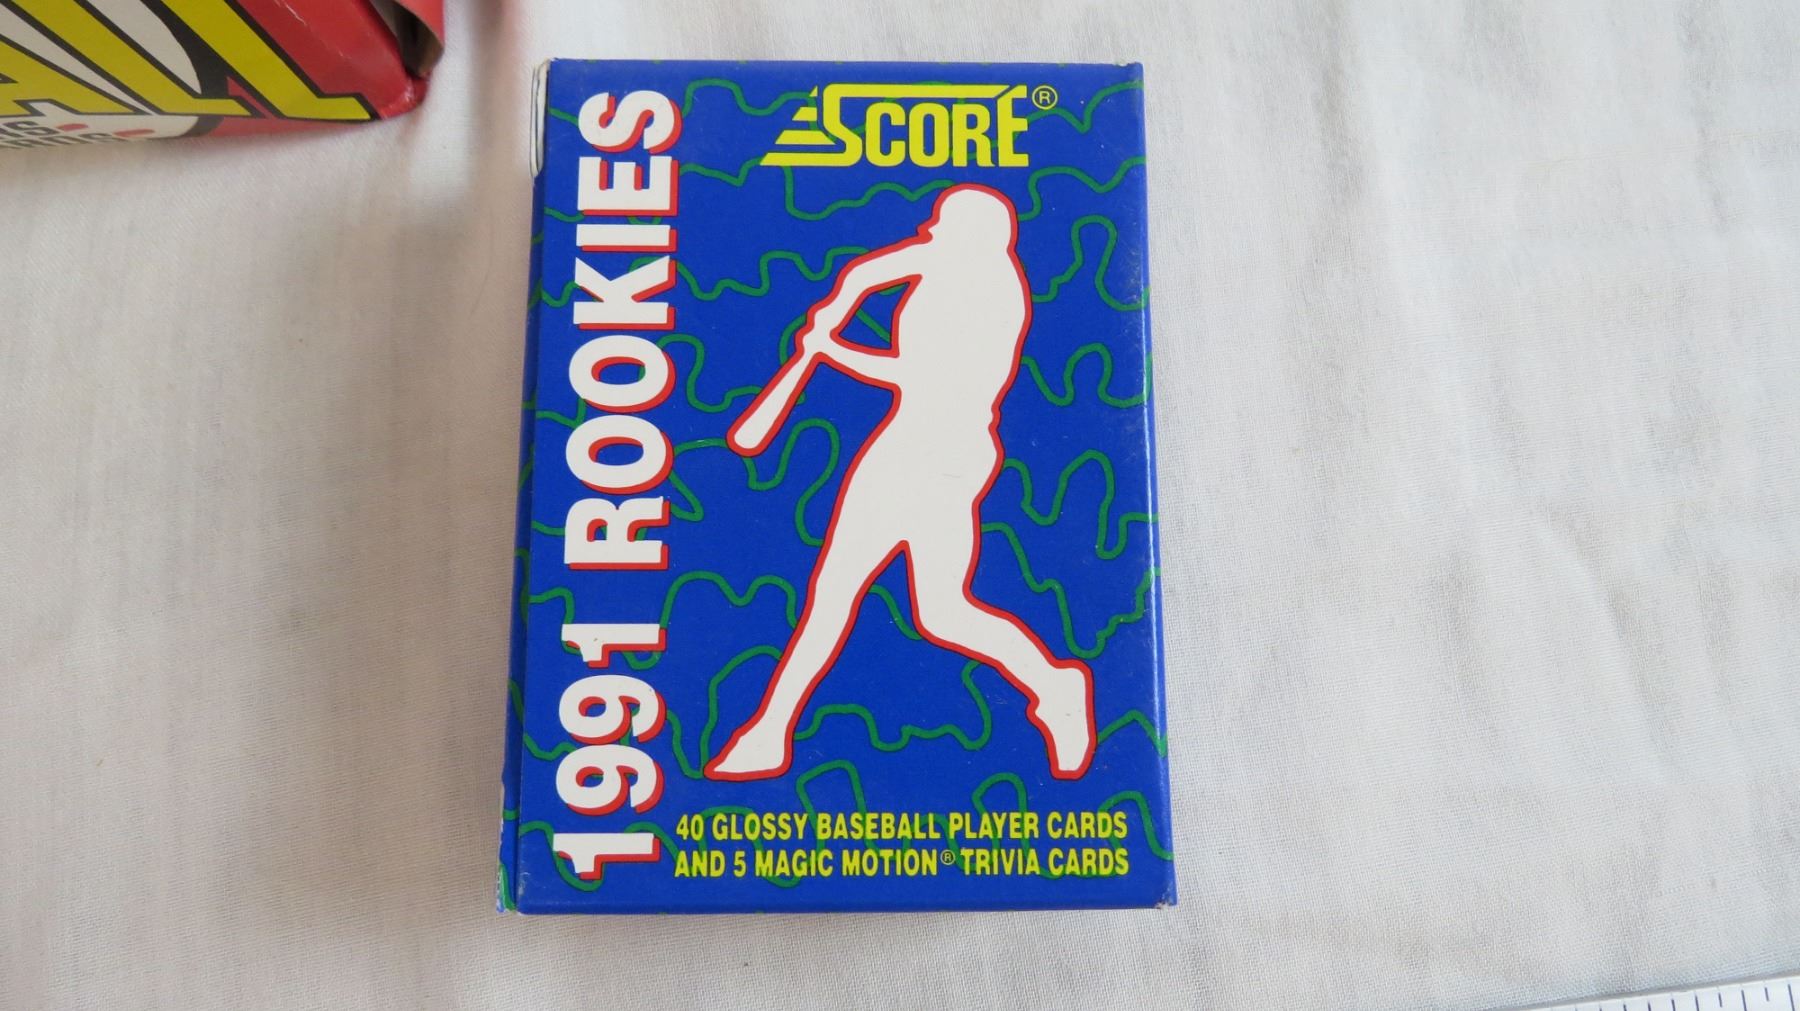 SCORE®
1991 ROOKIES
40 GLOSSY BASEBALL PLAYER CARDS
AND 5 MAGIC MOTION® TRIVIA CARDS